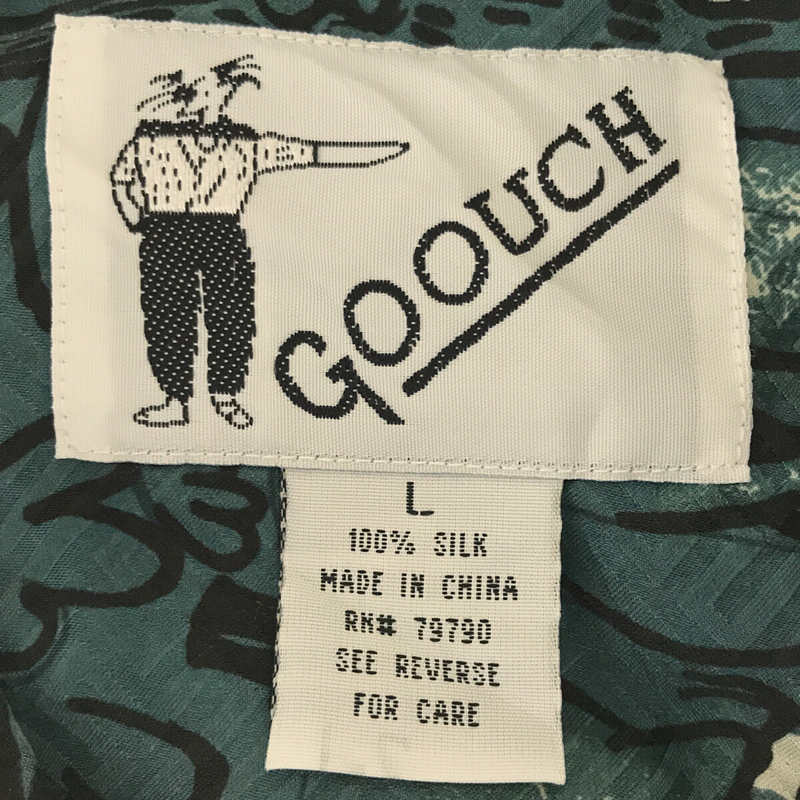 GOOUCH
L
100% SILK
MADE IN CHINA
RN# 79790
SEE REVERSE
FOR CARE